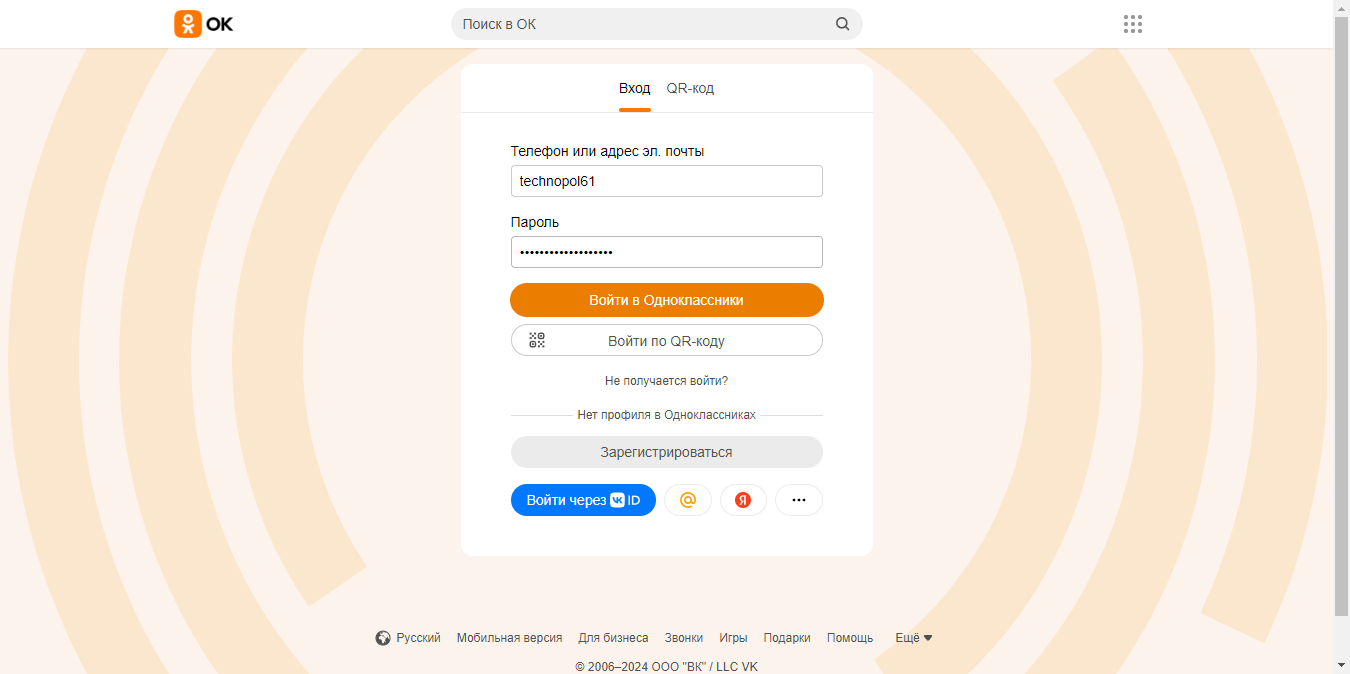 OK Поиск в ОК
Вход QR-код
Телефон или адрес эл. почты
technopol61
Пароль
•••••••••••••••••••
Войти в Одноклассники
Войти по QR-коду
Не получается войти?
Нет профиля в Одноклассниках
Зарегистрироваться
Войти через VK ID @ Я ...
Русский Мобильная версия Для бизнеса Звонки Игры Подарки Помощь Ещё
© 2006–2024 ООО "ВК" / LLC VK